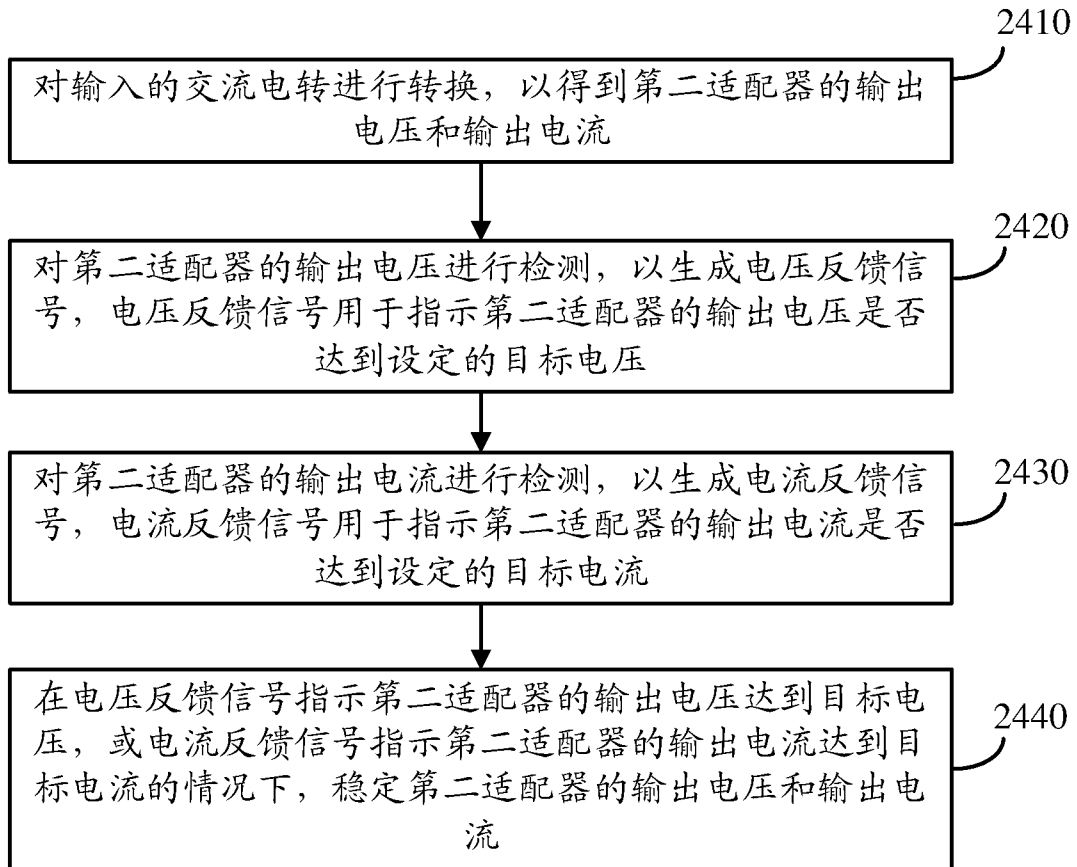 2410
对输入的交流电转进行转换，以得到第二适配器的输出
电压和输出电流
2420
对第二适配器的输出电压进行检测，以生成电压反馈信
号，电压反馈信号用于指示第二适配器的输出电压是否
达到设定的目标电压
2430
对第二适配器的输出电流进行检测，以生成电流反馈信
号，电流反馈信号用于指示第二适配器的输出电流是否
达到设定的目标电流
2440
在电压反馈信号指示第二适配器的输出电压达到目标电
压，或电流反馈信号指示第二适配器的输出电流达到目
标电流的情况下，稳定第二适配器的输出电压和输出电
流